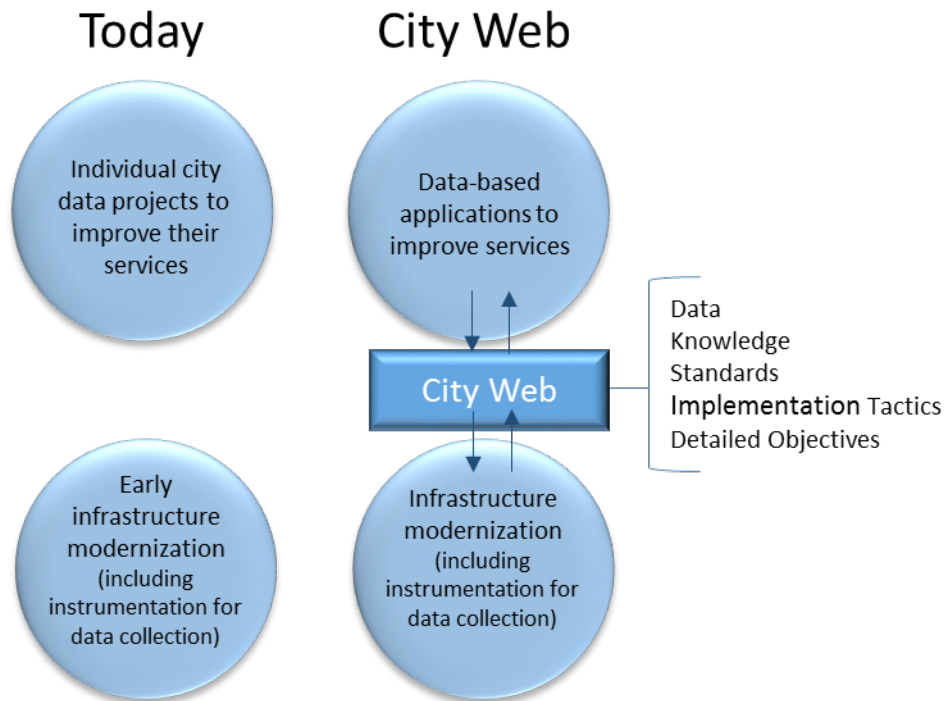 Today
City Web
Individual city
data projects to
improve their
services
Data-based
applications to
improve services
City Web
Data
Knowledge
Standards
Implementation Tactics
Detailed Objectives
Early
infrastructure
modernization
(including
instrumentation for
data collection)
Infrastructure
modernization
(including
instrumentation for
data collection)